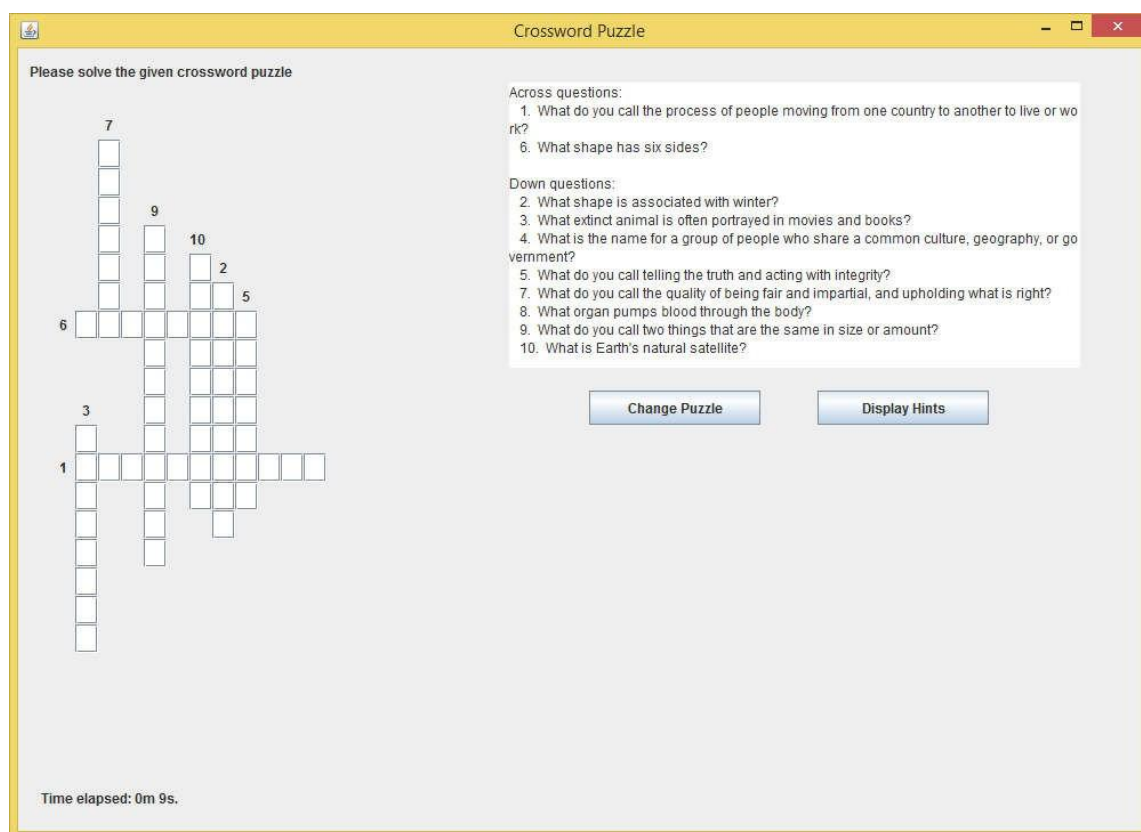 Crossword Puzzle
Please solve the given crossword puzzle
7
9
10
2
5
6
3
1
Across questions:
1. What do you call the process of people moving from one country to another to live or wo
rk?
6. What shape has six sides?
Down questions:
2. What shape is associated with winter?
3. What extinct animal is often portrayed in movies and books?
4. What is the name for a group of people who share a common culture, geography, or go
vernment?
5. What do you call telling the truth and acting with integrity?
7. What do you call the quality of being fair and impartial, and upholding what is right?
8. What organ pumps blood through the body?
9. What do you call two things that are the same in size or amount?
10. What is Earth's natural satellite?
Change Puzzle
Display Hints
Time elapsed: 0m 9s.